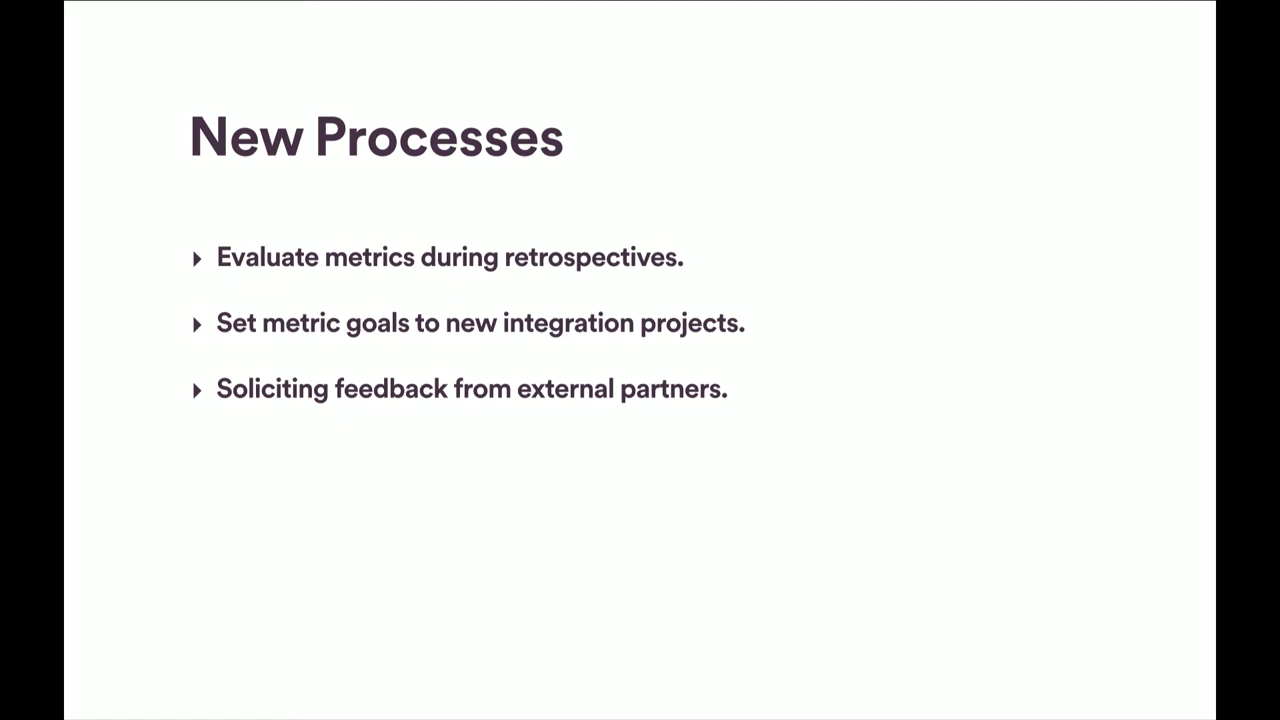 New Processes
Evaluate metrics during retrospectives.
Set metric goals to new integration projects.
Soliciting feedback from external partners.